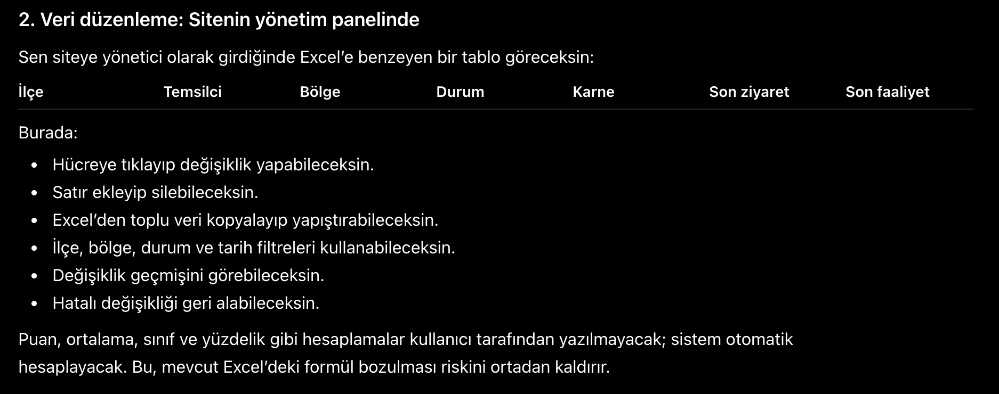 2. Veri düzenleme: Sitenin yönetim panelinde
Sen siteye yönetici olarak girdiğinde Excel’e benzeyen bir tablo göreceksin:
İlçe Temsilci Bölge Durum Karne Son ziyaret Son faaliyet
Burada:
• Hücreye tıklayıp değişiklik yapabileceksin.
• Satır ekleyip silebileceksin.
• Excel’den toplu veri kopyalayıp yapıştırabileceksin.
• İlçe, bölge, durum ve tarih filtreleri kullanabileceksin.
• Değişiklik geçmişini görebileceksin.
• Hatalı değişikliği geri alabileceksin.
Puan, ortalama, sınıf ve yüzdelik gibi hesaplamalar kullanıcı tarafından yazılmayacak; sistem otomatik
hesaplayacak. Bu, mevcut Excel’deki formül bozulması riskini ortadan kaldırır.